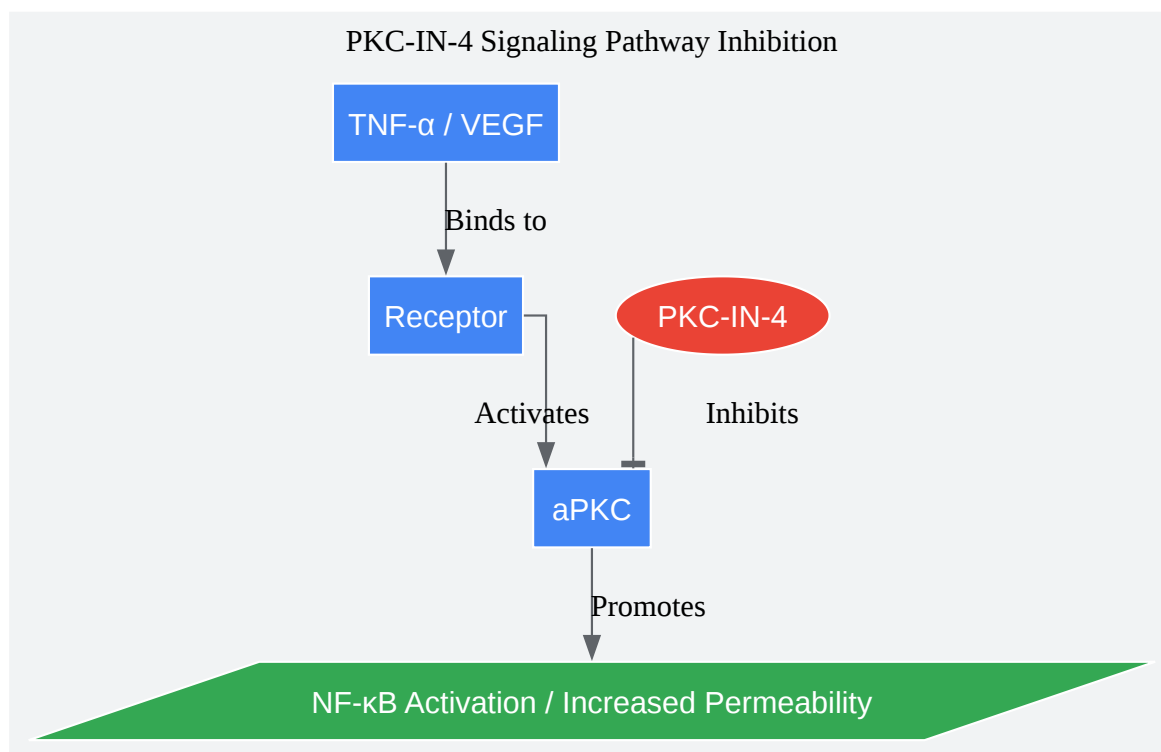 PKC-IN-4 Signaling Pathway Inhibition
TNF-α / VEGF
Binds to
Receptor
PKC-IN-4
Activates
Inhibits
aPKC
Promotes
NF-κB Activation / Increased Permeability